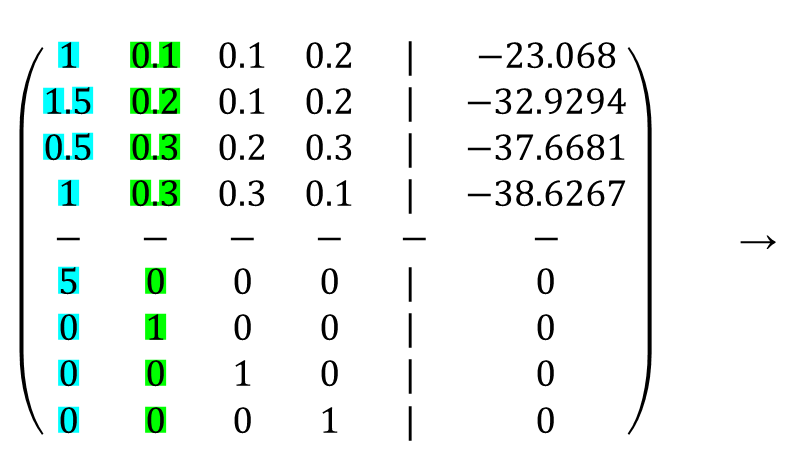 1 0.1 0.1 0.2 | −23.068
1.5 0.2 0.1 0.2 | −32.9294
0.5 0.3 0.2 0.3 | −37.6681
1 0.3 0.3 0.1 | −38.6267
− − − − − − →
5 0 0 0 | 0
0 1 0 0 | 0
0 0 1 0 | 0
0 0 0 1 | 0